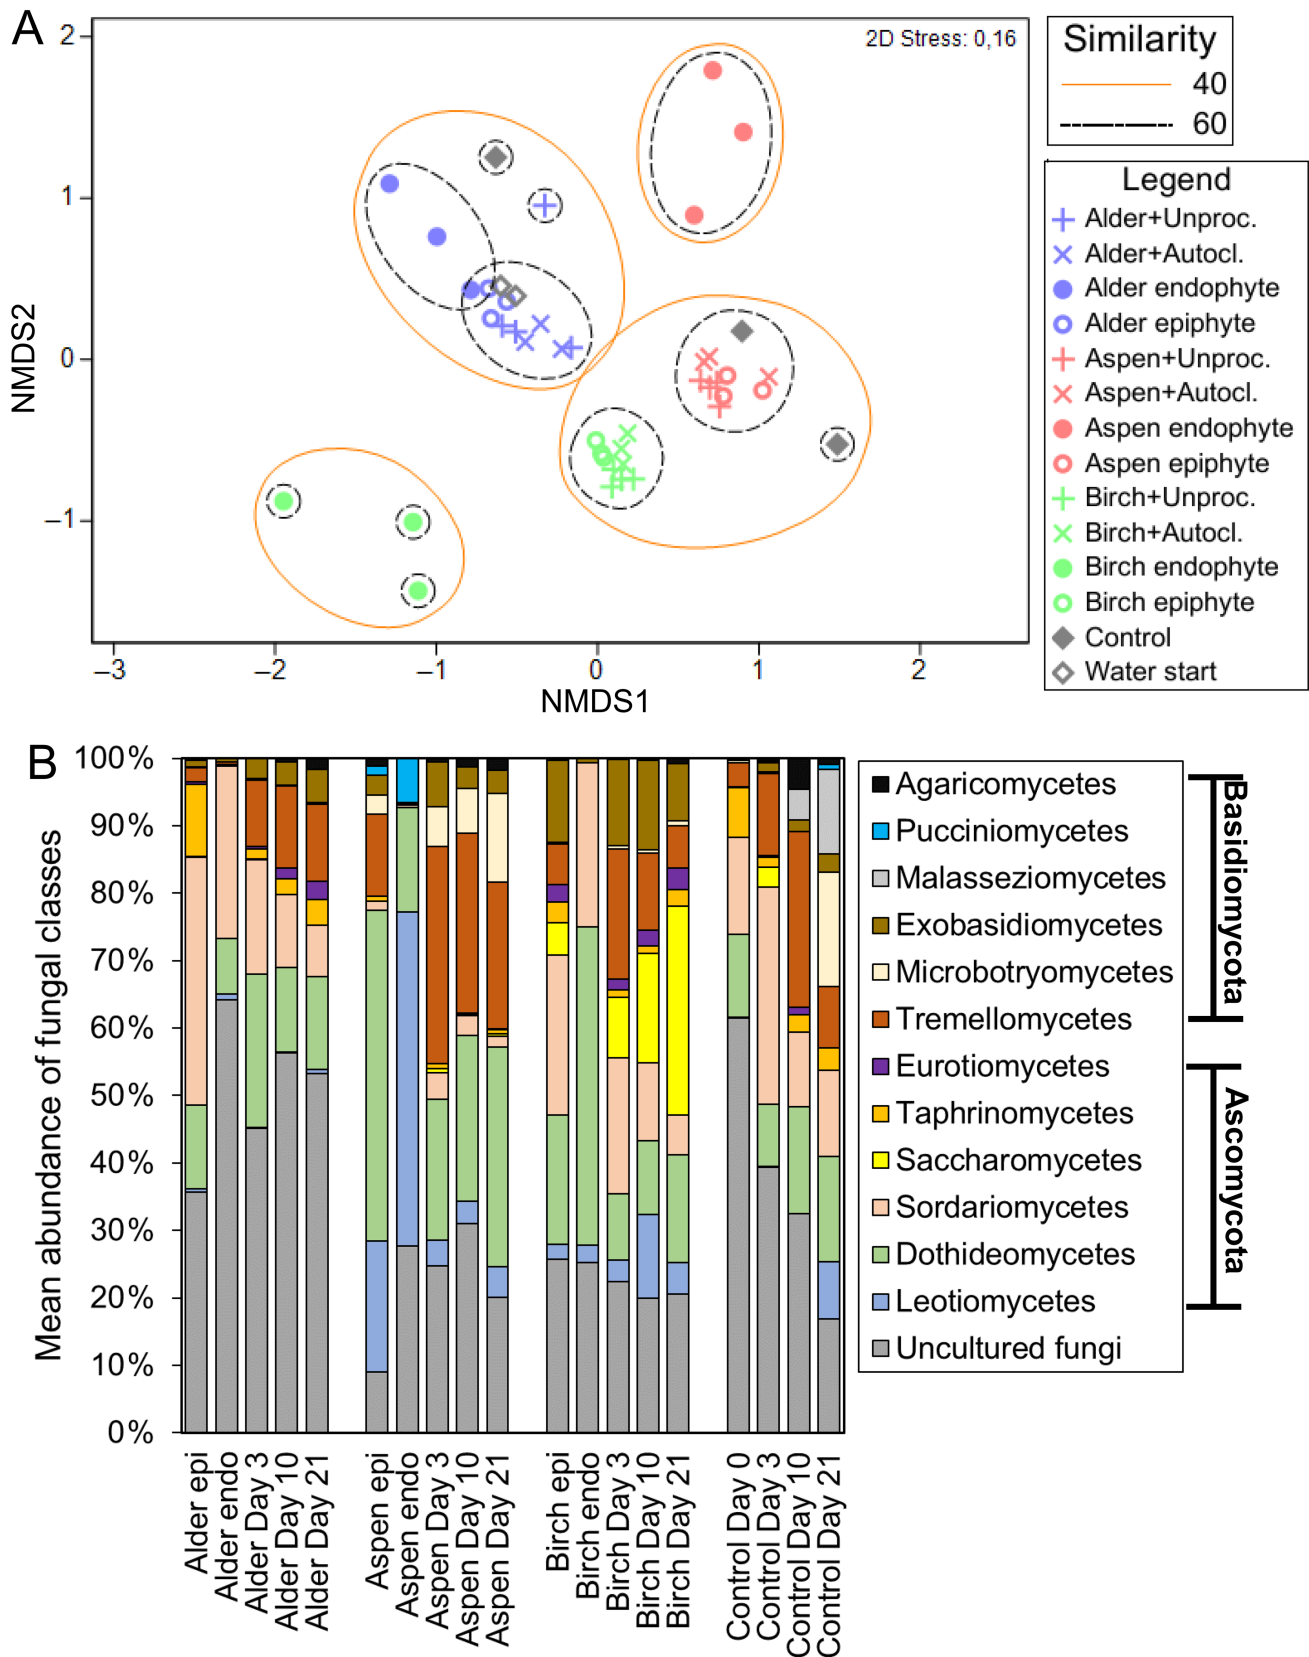 A
2D Stress: 0,16
2
1
0
–1
NMDS2
–3
–2
–1
0
1
2
NMDS1
Similarity
40
60
Legend
Alder+Unproc.
Alder+Autocl.
Alder endophyte
Alder epiphyte
Aspen+Unproc.
Aspen+Autocl.
Aspen endophyte
Aspen epiphyte
Birch+Unproc.
Birch+Autocl.
Birch endophyte
Birch epiphyte
Control
Water start
B
Mean abundance of fungal classes
100%
90%
80%
70%
60%
50%
40%
30%
20%
10%
0%
Alder epi
Alder endo
Alder Day 3
Alder Day 10
Alder Day 21
Aspen epi
Aspen endo
Aspen Day 3
Aspen Day 10
Aspen Day 21
Birch epi
Birch endo
Birch Day 3
Birch Day 10
Birch Day 21
Control Day 0
Control Day 3
Control Day 10
Control Day 21
Agaricomycetes
Pucciniomycetes
Malasseziomycetes
Exobasidiomycetes
Microbotryomycetes
Tremellomycetes
Eurotiomycetes
Taphrinomycetes
Saccharomycetes
Sordariomycetes
Dothideomycetes
Leotiomycetes
Uncultured fungi
Basidiomycota
Ascomycota